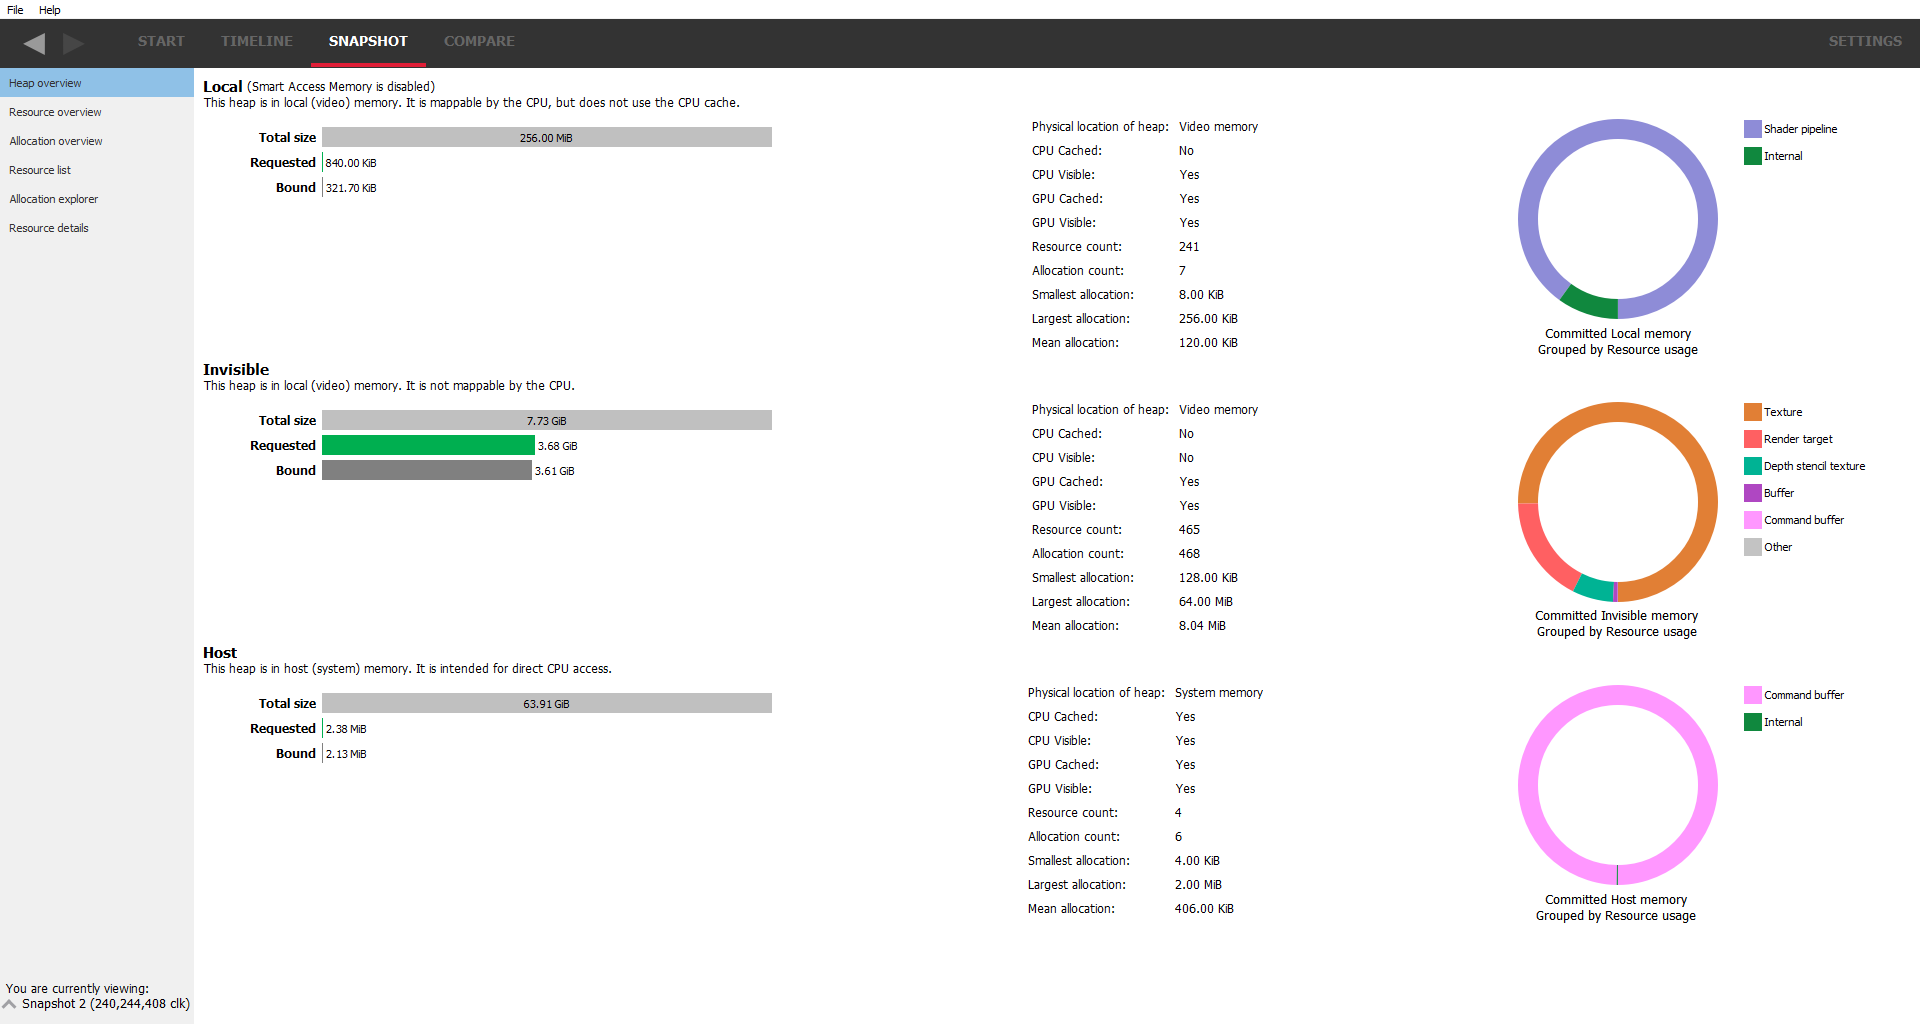 File Help
START TIMELINE SNAPSHOT COMPARE SETTINGS
Heap overview
Resource overview
Allocation overview
Resource list
Allocation explorer
Resource details
Local (Smart Access Memory is disabled)
This heap is in local (video) memory. It is mappable by the CPU, but does not use the CPU cache.
Total size 256.00 MiB
Requested 840.00 KiB
Bound 321.70 KiB
Physical location of heap: Video memory
CPU Cached: No
CPU Visible: Yes
GPU Cached: Yes
GPU Visible: Yes
Resource count: 241
Allocation count: 7
Smallest allocation: 8.00 KiB
Largest allocation: 256.00 KiB
Mean allocation: 120.00 KiB
Shader pipeline
Internal
Committed Local memory
Grouped by Resource usage
Invisible
This heap is in local (video) memory. It is not mappable by the CPU.
Total size 7.73 GiB
Requested 3.68 GiB
Bound 3.61 GiB
Physical location of heap: Video memory
CPU Cached: No
CPU Visible: No
GPU Cached: Yes
GPU Visible: Yes
Resource count: 465
Allocation count: 468
Smallest allocation: 128.00 KiB
Largest allocation: 64.00 MiB
Mean allocation: 8.04 MiB
Texture
Render target
Depth stencil texture
Buffer
Command buffer
Other
Committed Invisible memory
Grouped by Resource usage
Host
This heap is in host (system) memory. It is intended for direct CPU access.
Total size 63.91 GiB
Requested 2.38 MiB
Bound 2.13 MiB
Physical location of heap: System memory
CPU Cached: Yes
CPU Visible: Yes
GPU Cached: Yes
GPU Visible: Yes
Resource count: 4
Allocation count: 6
Smallest allocation: 4.00 KiB
Largest allocation: 2.00 MiB
Mean allocation: 406.00 KiB
Command buffer
Internal
Committed Host memory
Grouped by Resource usage
You are currently viewing:
Snapshot 2 (240,244,408 clk)